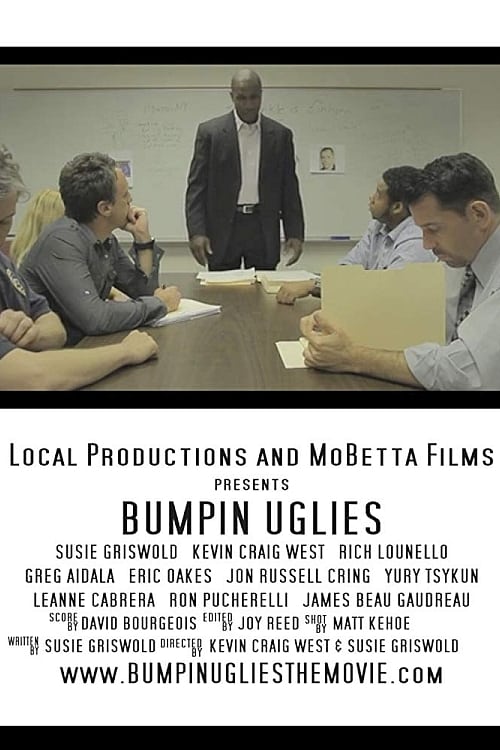 LOCAL PRODUCTIONS AND MOBETTA FILMS
PRESENTS
BUMPIN UGLIES
SUSIE GRISWOLD KEVIN CRAIG WEST RICH LOUNELLO
GREG AIDALA ERIC OAKES JON RUSSELL CRING YURY TSYKUN
LEANNE CABRERA RON PUCHERELLI JAMES BEAU GAUDREAU
SCORE BY DAVID BOURGEOIS EDITED BY JOY REED SHOT BY MATT KEHOE
WRITTEN BY SUSIE GRISWOLD DIRECTED BY KEVIN CRAIG WEST & SUSIE GRISWOLD
WWW.BUMPINUGLIESTHEMOVIE.COM